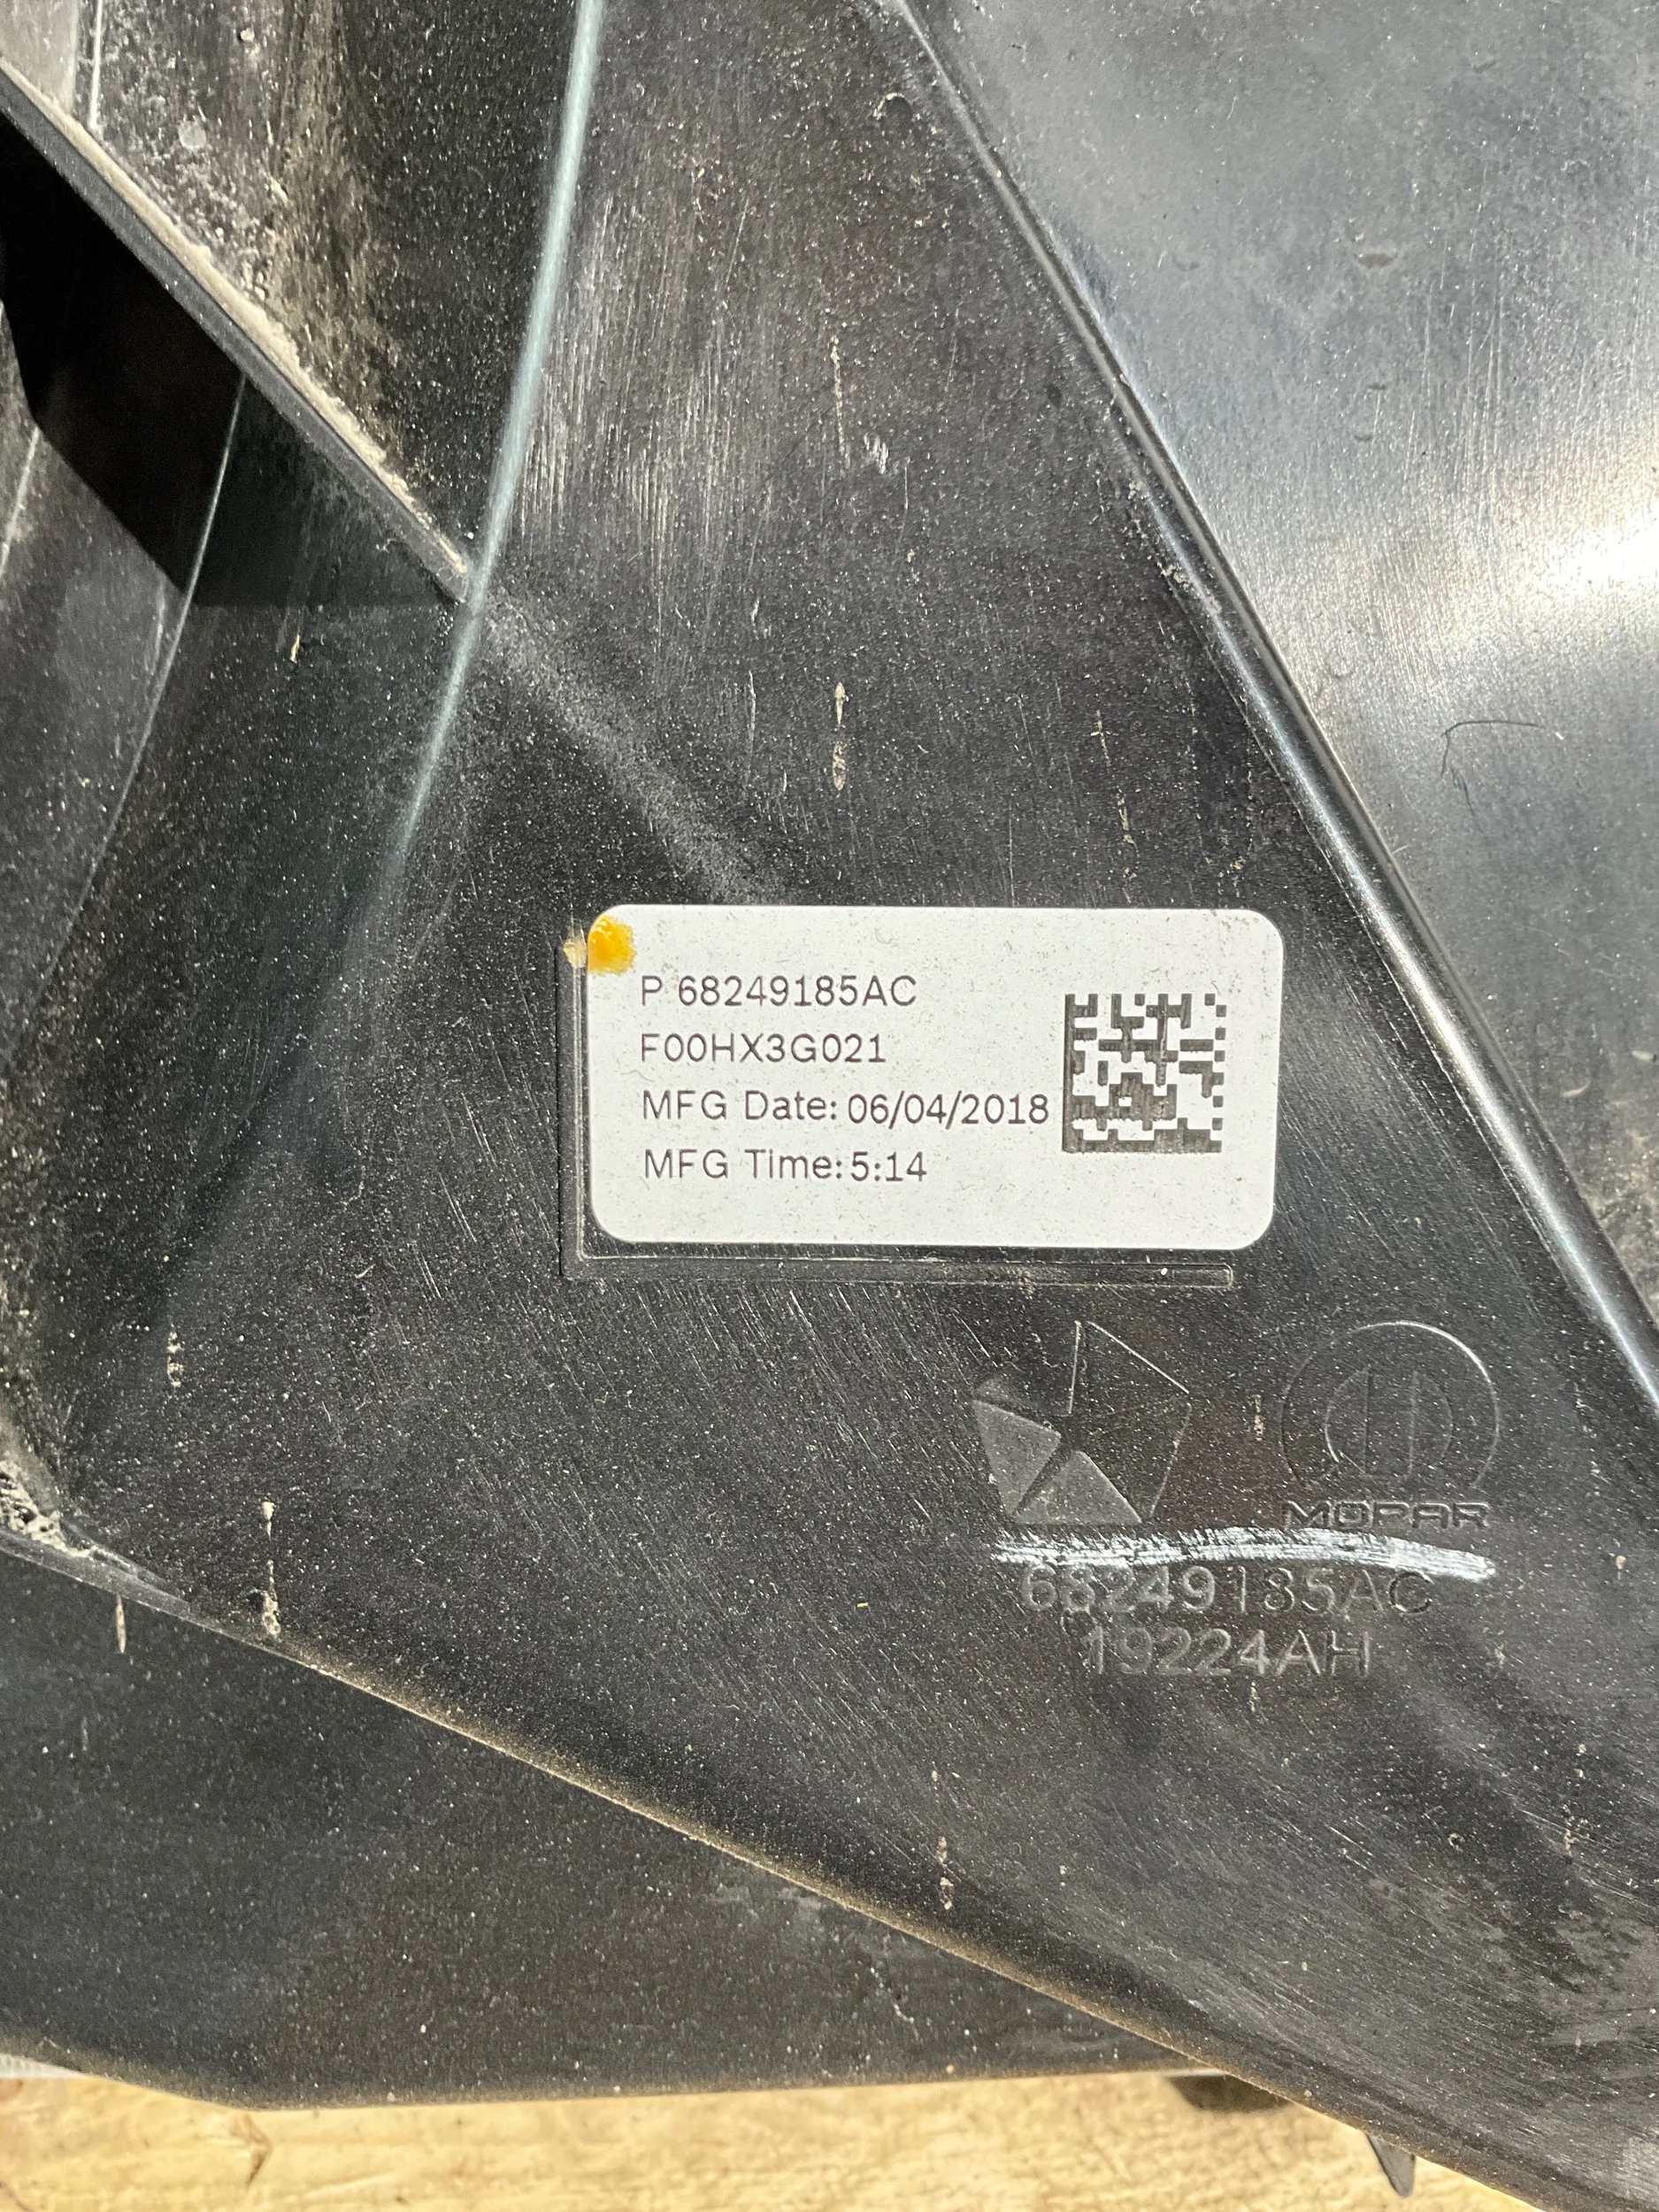 P 68249185AC
F00HX3G021
MFG Date: 06/04/2018
MFG Time: 5:14
MOPAR
68249185AC
19224AH